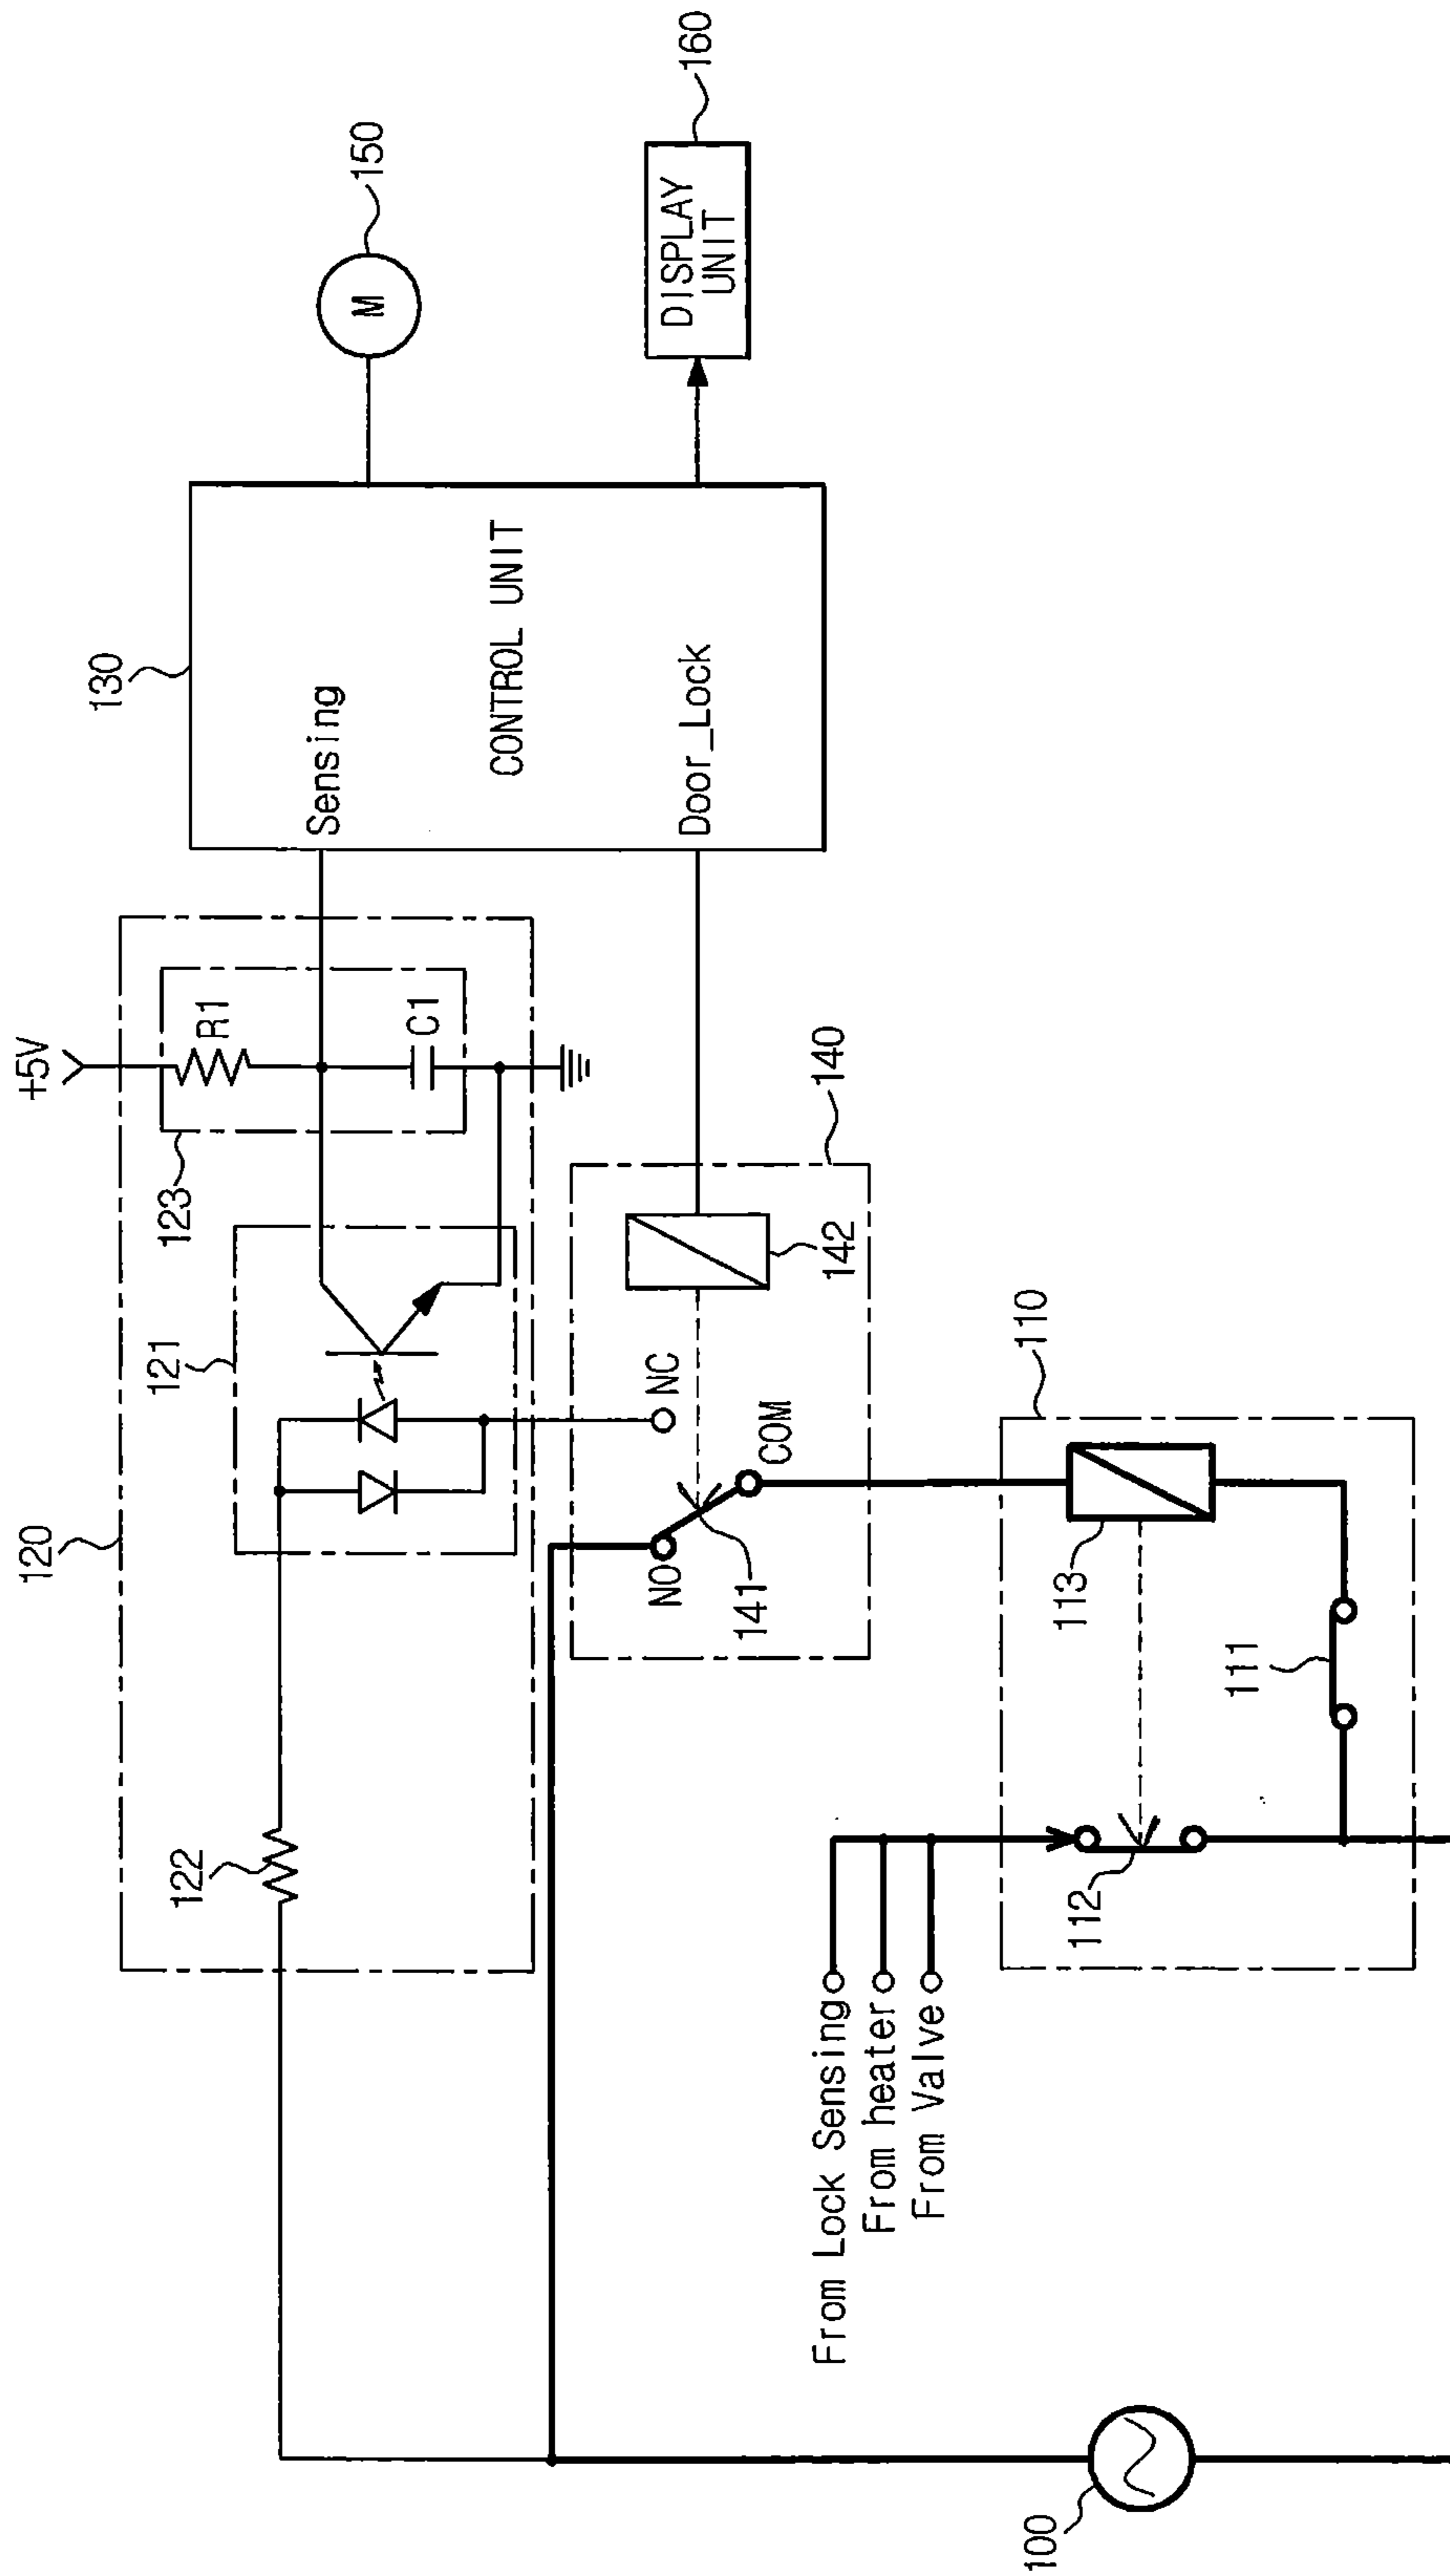 120
+5V
130
123
R1
Sensing
150
M
122
121
C1
CONTROL UNIT
NO
NC
140
142
Door_Lock
DISPLAY
UNIT
160
141
COM
From Lock Sensing
From heater
From Valve
110
100
112
113
111